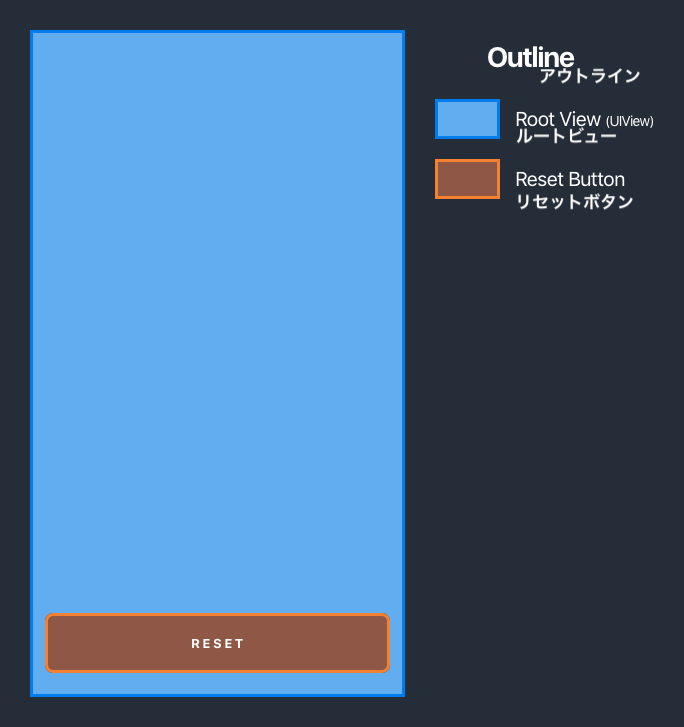 Outline
アウトライン
Root View (UIView)
ルートビュー
Reset Button
リセットボタン
RESET